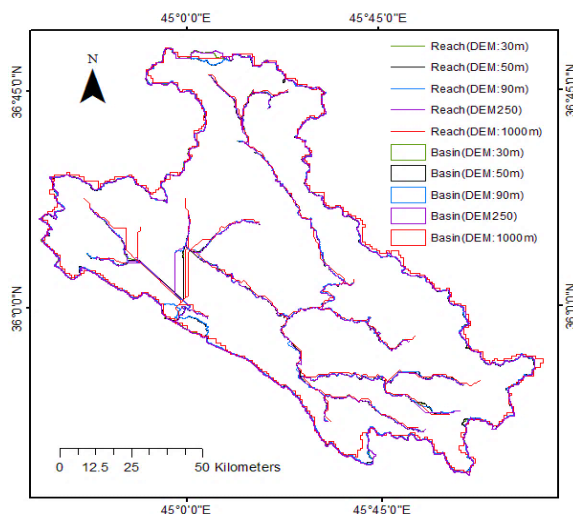 45°0'0"E 45°45'0"E
N
36°45'0"N 36°45'0"N
Reach(DEM:30m)
Reach(DEM:50m)
Reach(DEM:90m)
Reach(DEM250)
Reach(DEM:1000m)
Basin(DEM:30m)
Basin(DEM:50m)
Basin(DEM:90m)
Basin(DEM250)
Basin(DEM:1000m)
36°0'0"N 36°0'0"N
0 12.5 25 50 Kilometers
45°0'0"E 45°45'0"E